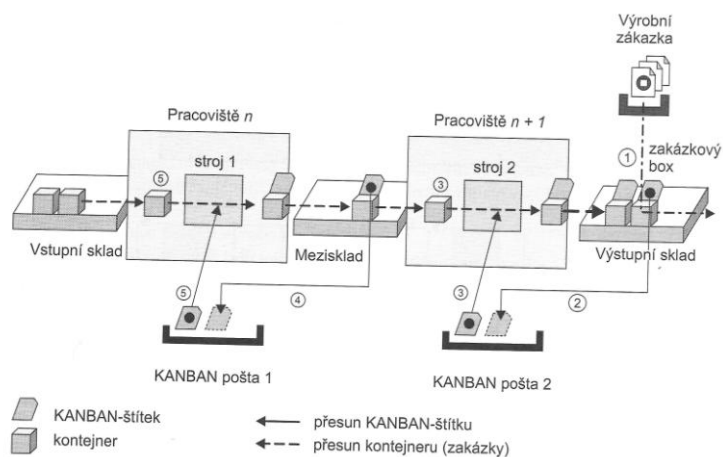 Výrobní
zakázka
Pracoviště n
Pracoviště n + 1
zakázkový
box
stroj 1
stroj 2
①
⑤
③
Vstupní sklad
Mezisklad
Výstupní sklad
⑤
④
③
②
KANBAN pošta 1
KANBAN pošta 2
KANBAN-štítek
přesun KANBAN-štítku
kontejner
přesun kontejneru (zakázky)